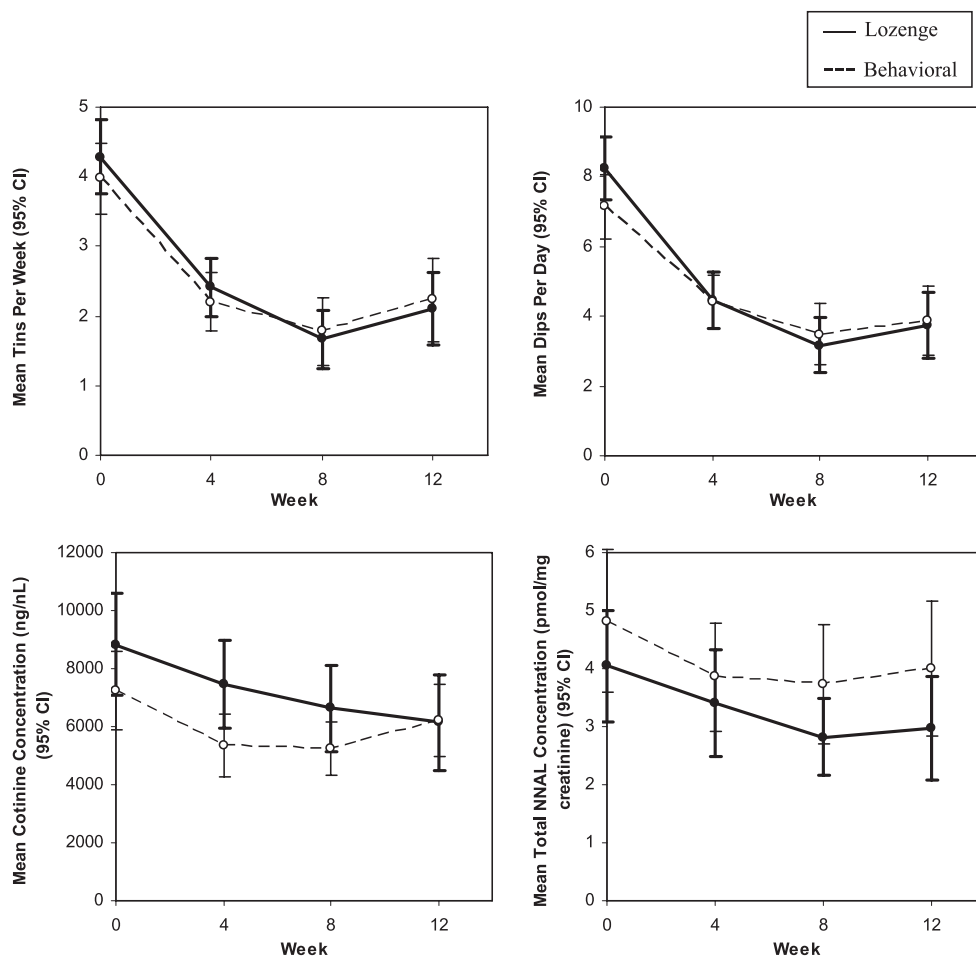 Lozenge
Behavioral
Mean Tins Per Week (95% CI)
5
4
3
2
1
0
0 4 8 12
Week
Mean Dips Per Day (95% CI)
10
8
6
4
2
0
0 4 8 12
Week
Mean Cotinine Concentration (ng/nL)
(95% CI)
12000
10000
8000
6000
4000
2000
0
0 4 8 12
Week
Mean Total NNAL Concentration (pmol/mg
creatinine) (95% CI)
6
5
4
3
2
1
0
0 4 8 12
Week